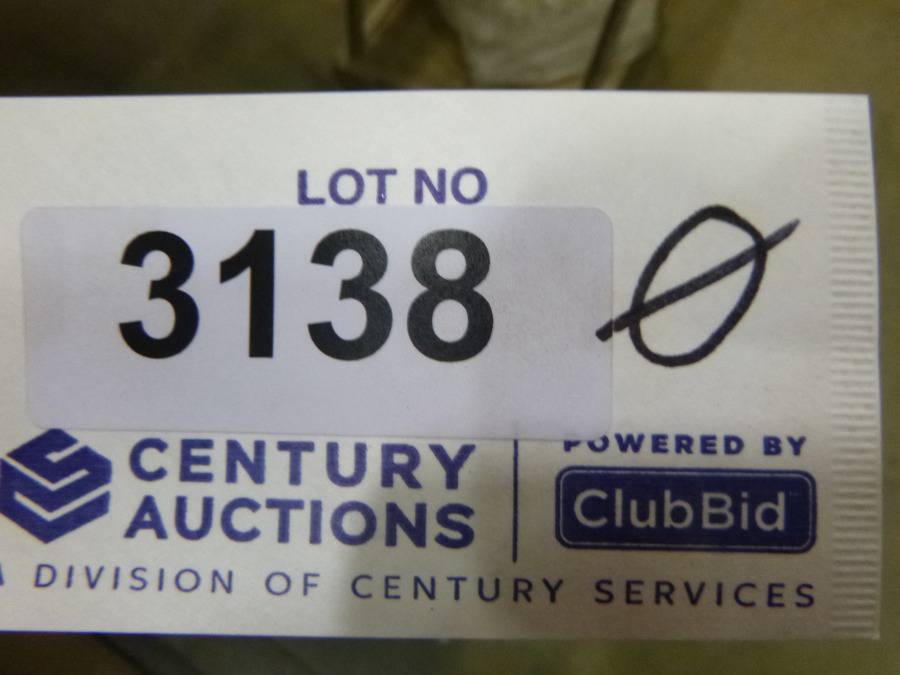 LOT NO
3138 Ø
CENTURY
AUCTIONS
POWERED BY
ClubBid
A DIVISION OF CENTURY SERVICES